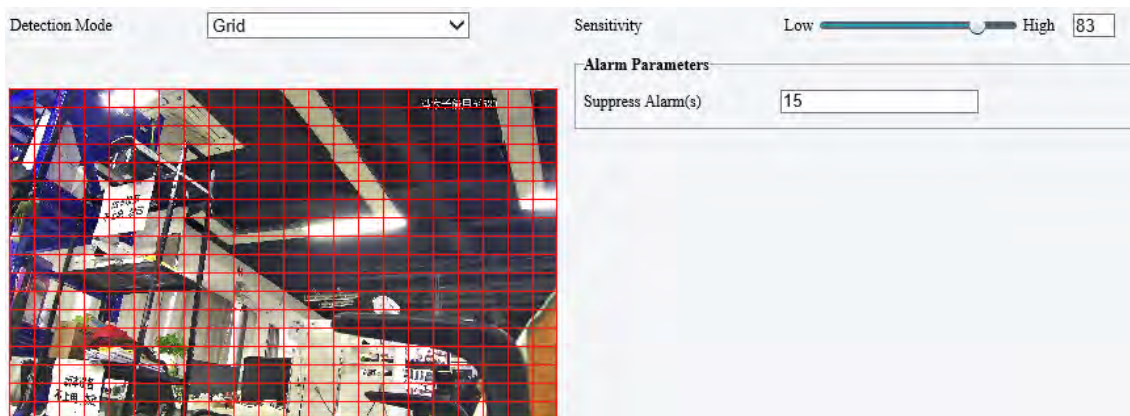 Detection Mode
Grid
Sensitivity
Low
High
83
Alarm Parameters
Suppress Alarm(s)
15